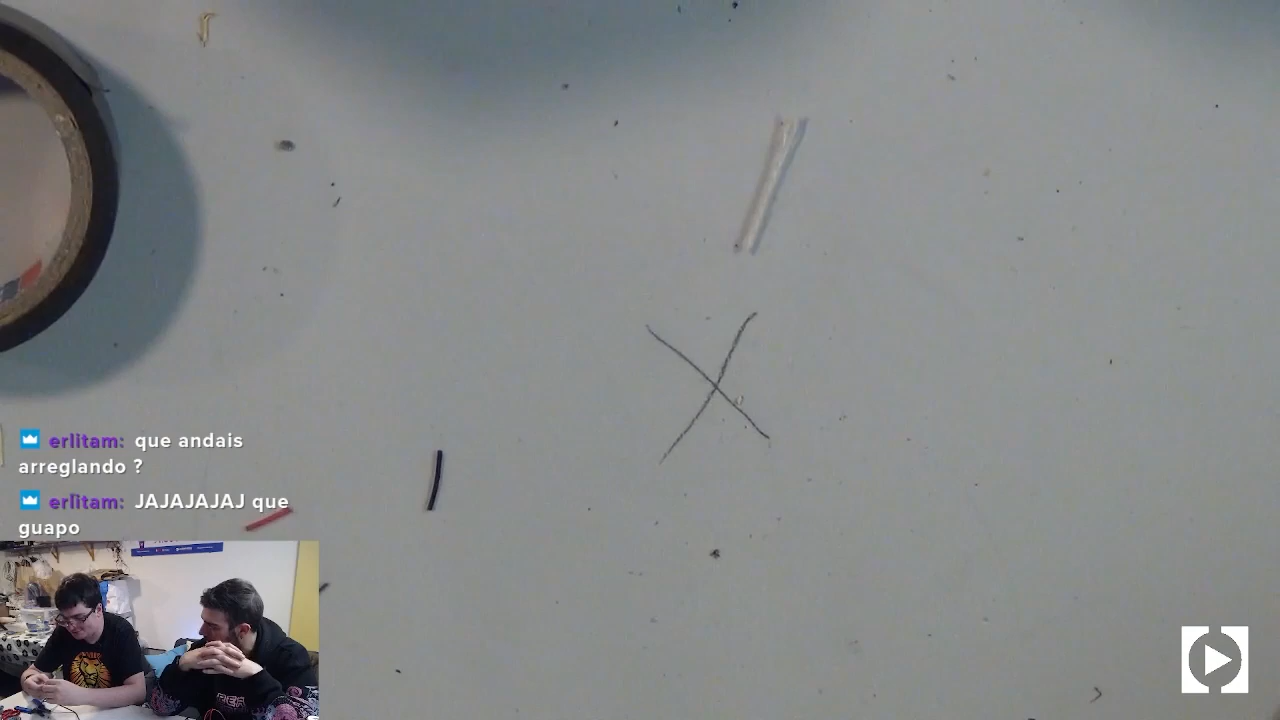 erlitam: que andais
arreglando ?
erlitam: JAJAJAJAJ que
guapo